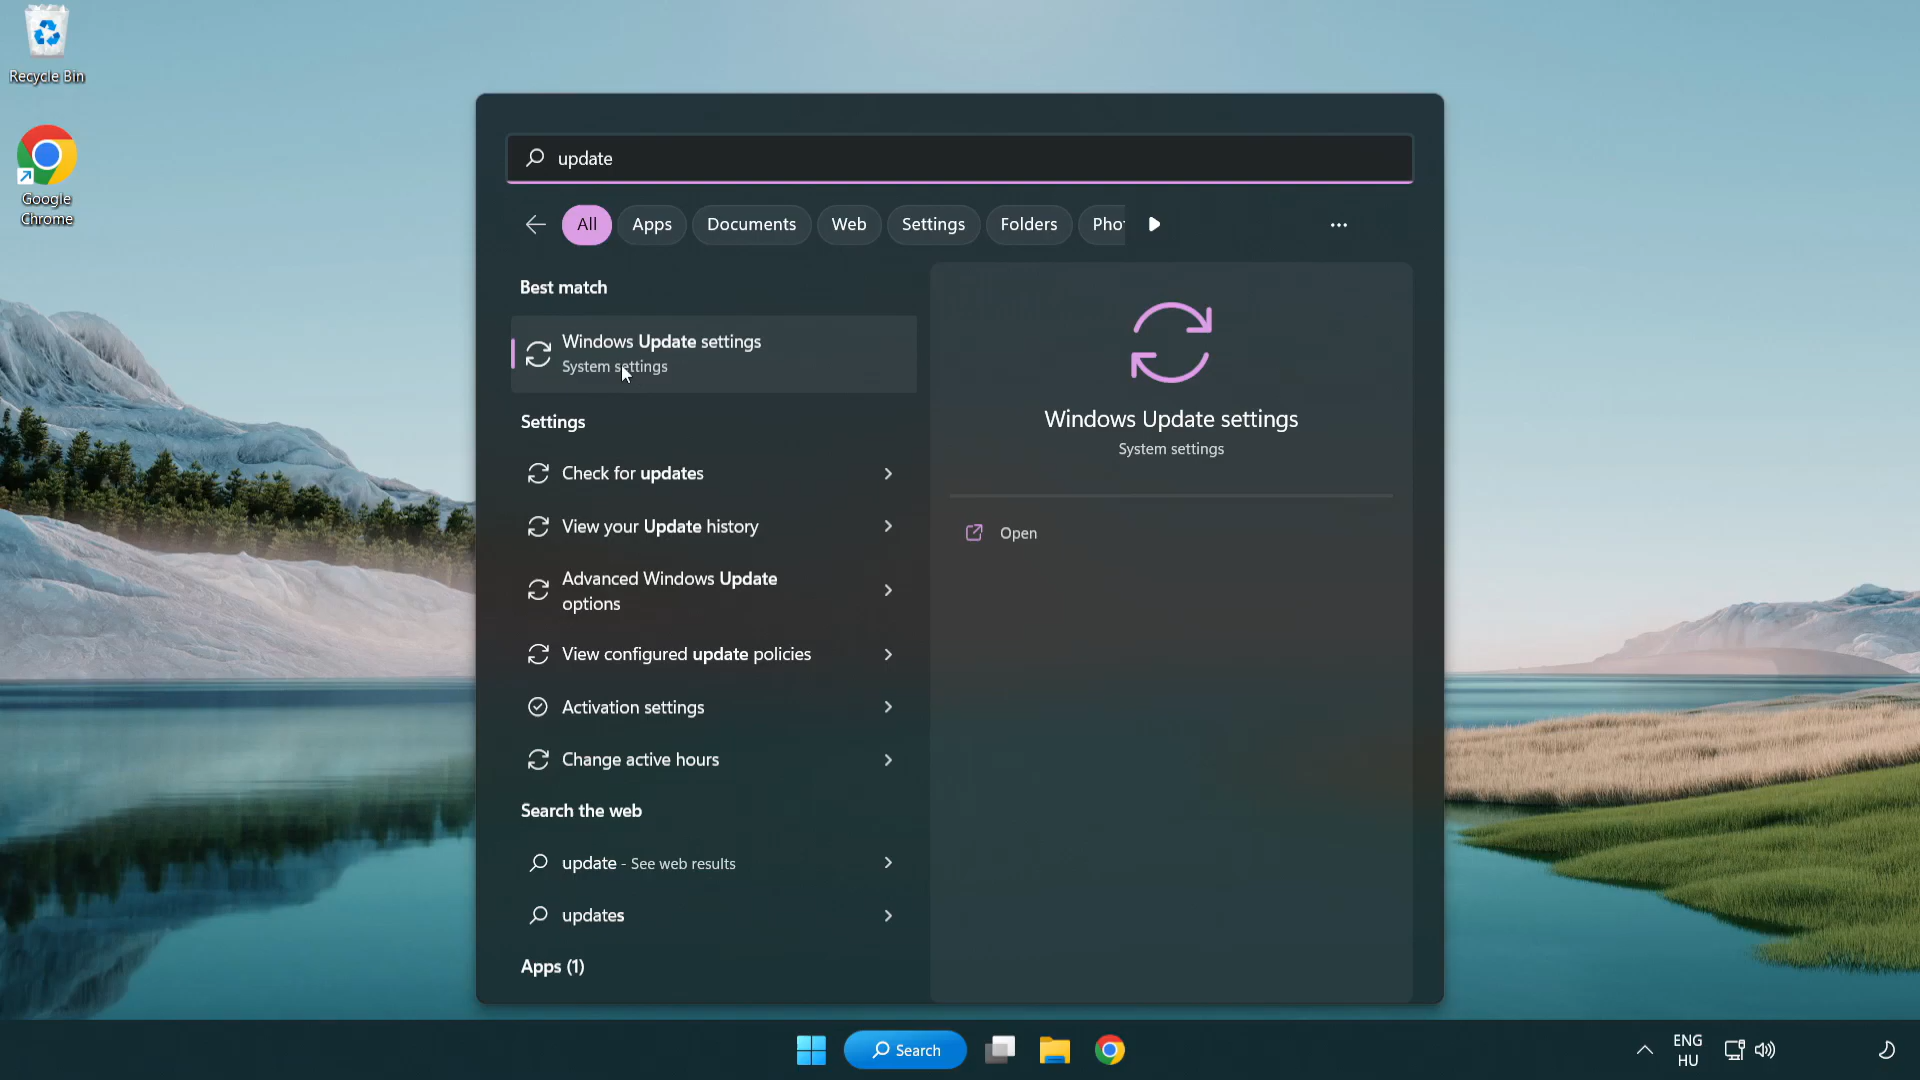 Recycle Bin
Google
Chrome
update
All
Apps
Documents
Web
Settings
Folders
Pho
Best match
Windows Update settings
System settings
Settings
Check for updates
View your Update history
Advanced Windows Update
options
View configured update policies
Activation settings
Change active hours
Search the web
update - See web results
updates
Apps (1)
Windows Update settings
System settings
Open
Search
ENG
HU